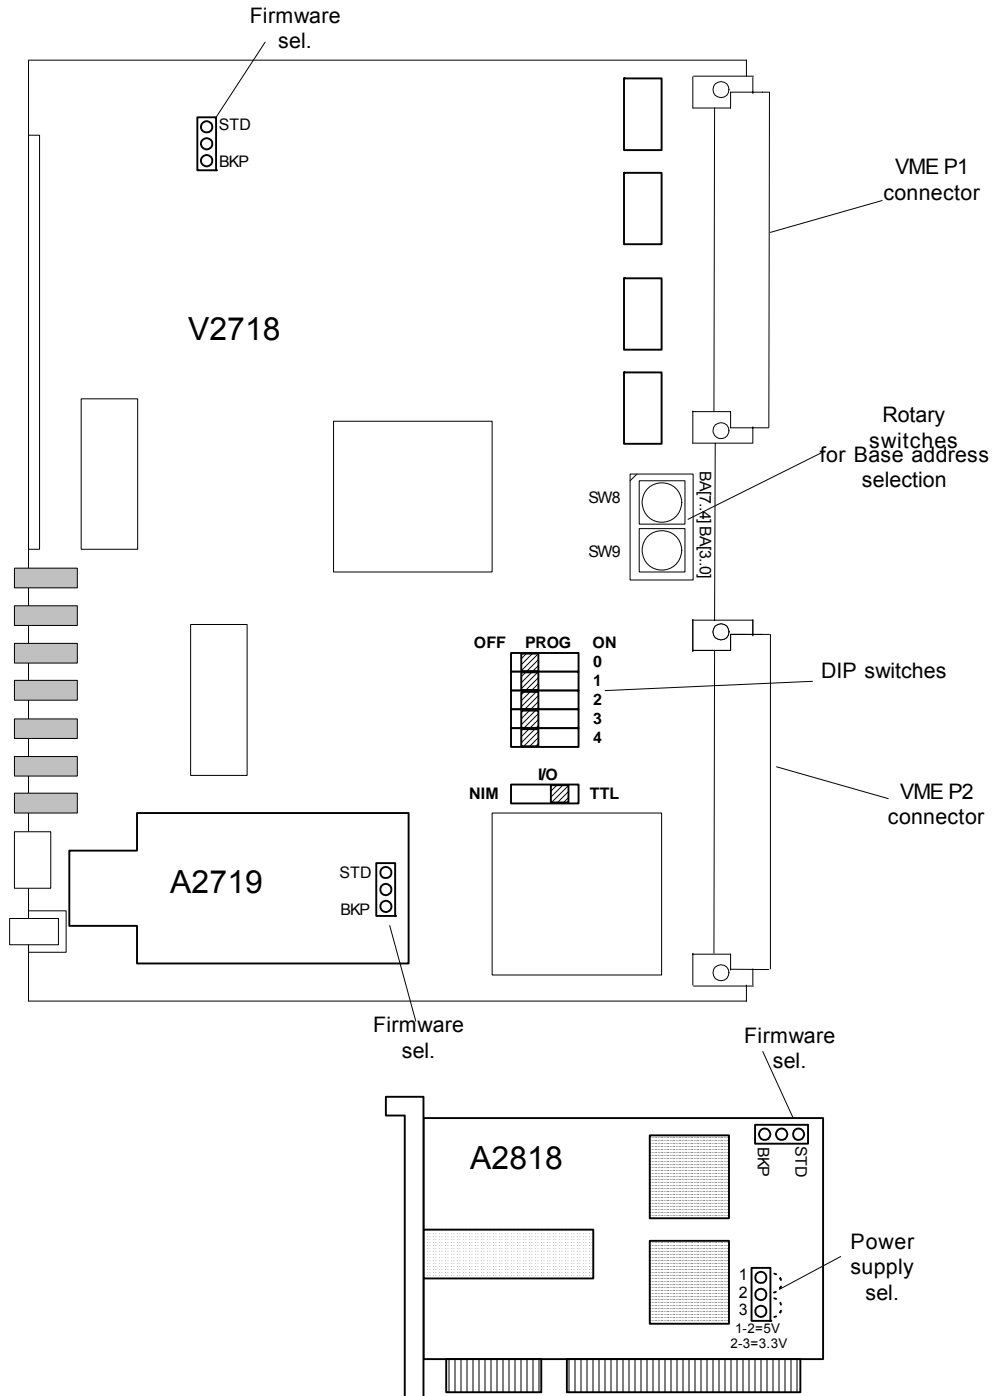 Firmware
sel.
STD
BKP
VME P1
connector
V2718
Rotary
switches
for Base address
selection
SW8
SW9
BA[7..4] BA[3..0]
OFF PROG ON
0
1
2
3
4
DIP switches
I/O
NIM
TTL
VME P2
connector
A2719
STD
BKP
Firmware
sel.
Firmware
sel.
A2818
BKP
STD
Power
supply
sel.
1
2
3
1-2=5V
2-3=3.3V